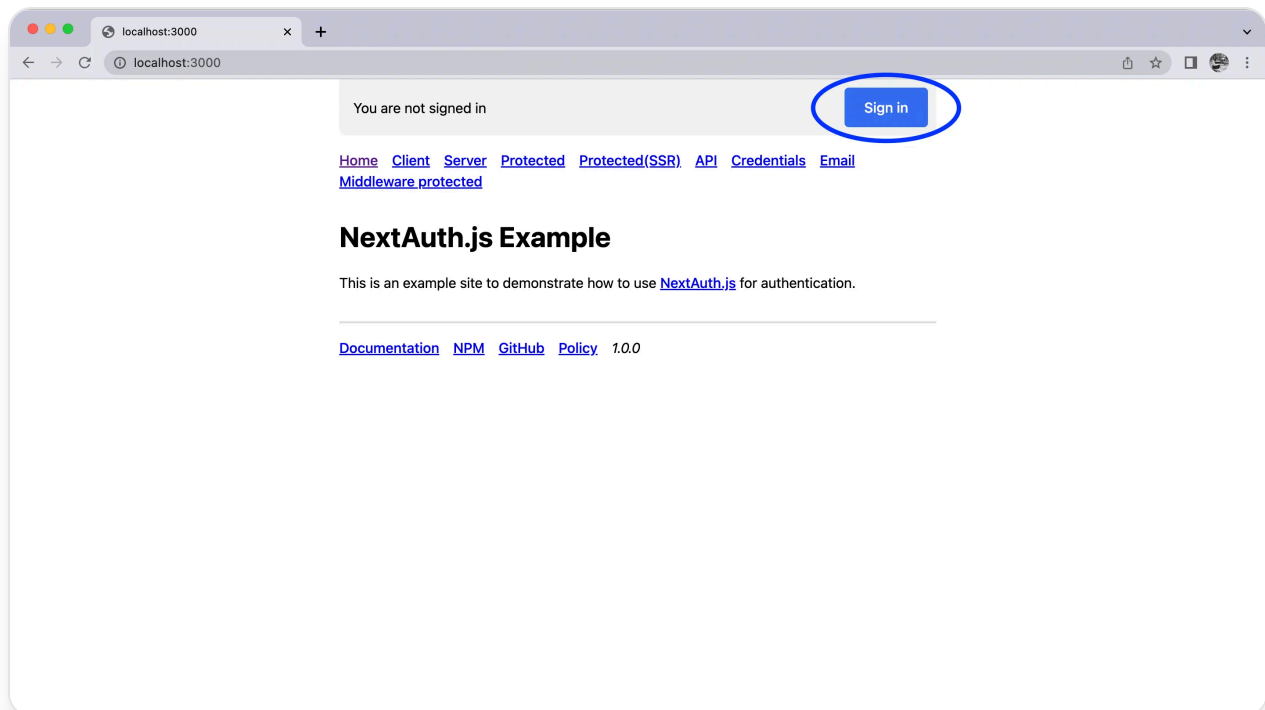 localhost:3000
localhost:3000
You are not signed in Sign in
Home Client Server Protected Protected(SSR) API Credentials Email
Middleware protected
NextAuth.js Example
This is an example site to demonstrate how to use NextAuth.js for authentication.
Documentation NPM GitHub Policy 1.0.0